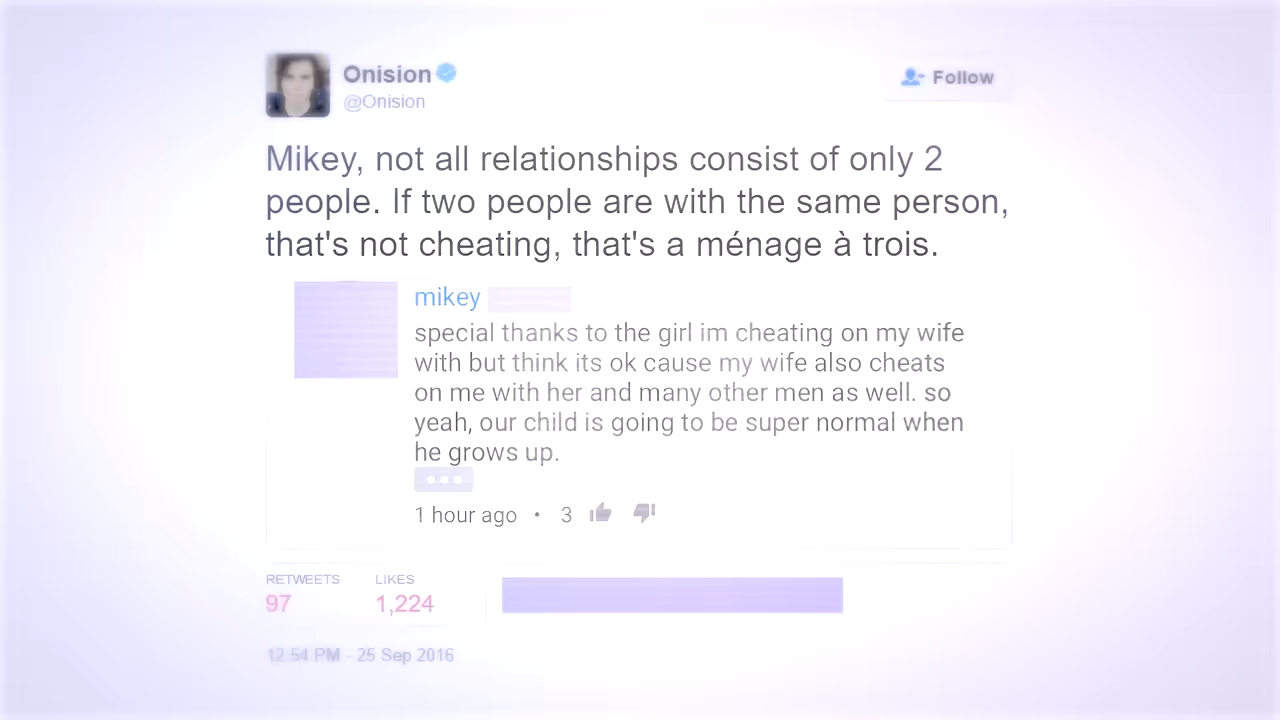 Onision
@Onision
Follow
Mikey, not all relationships consist of only 2
people. If two people are with the same person,
that's not cheating, that's a ménage à trois.
mikey
special thanks to the girl im cheating on my wife
with but think its ok cause my wife also cheats
on me with her and many other men as well. so
yeah, our child is going to be super normal when
he grows up.
1 hour ago • 3
RETWEETS LIKES
97 1,224
12:54 PM - 25 Sep 2016